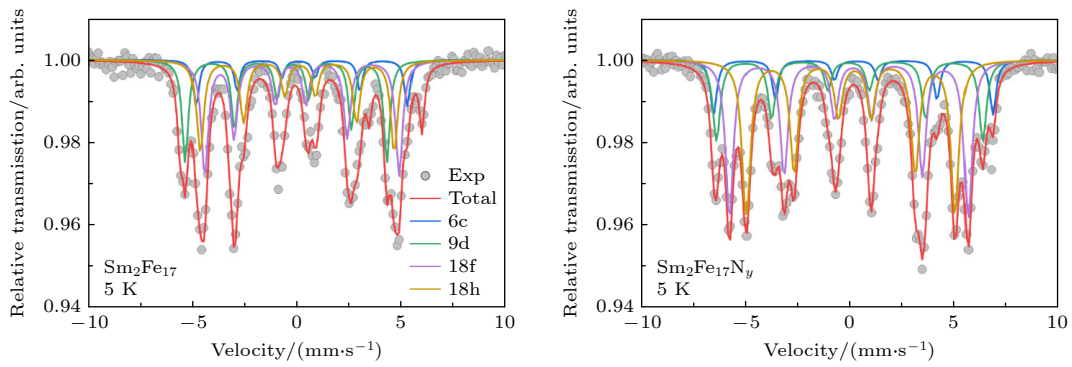 Relative transmisstion/arb. units
1.00
0.98
0.96
0.94
Exp
Total
6c
9d
18f
18h
Sm₂Fe₁₇
5 K
−10 −5 0 5 10
Velocity/(mm·s⁻¹)
Relative transmisstion/arb. units
1.00
0.98
0.96
0.94
Sm₂Fe₁₇Nᵧ
5 K
−10 −5 0 5 10
Velocity/(mm·s⁻¹)